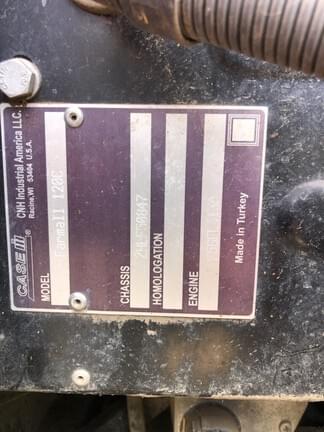 CASE IH
CNH Industrial America LLC.
Racine, WI 53404 U.S.A.
MODEL Farmall 120C
CHASSIS
HOMOLOGATION
ENGINE
Made in Turkey